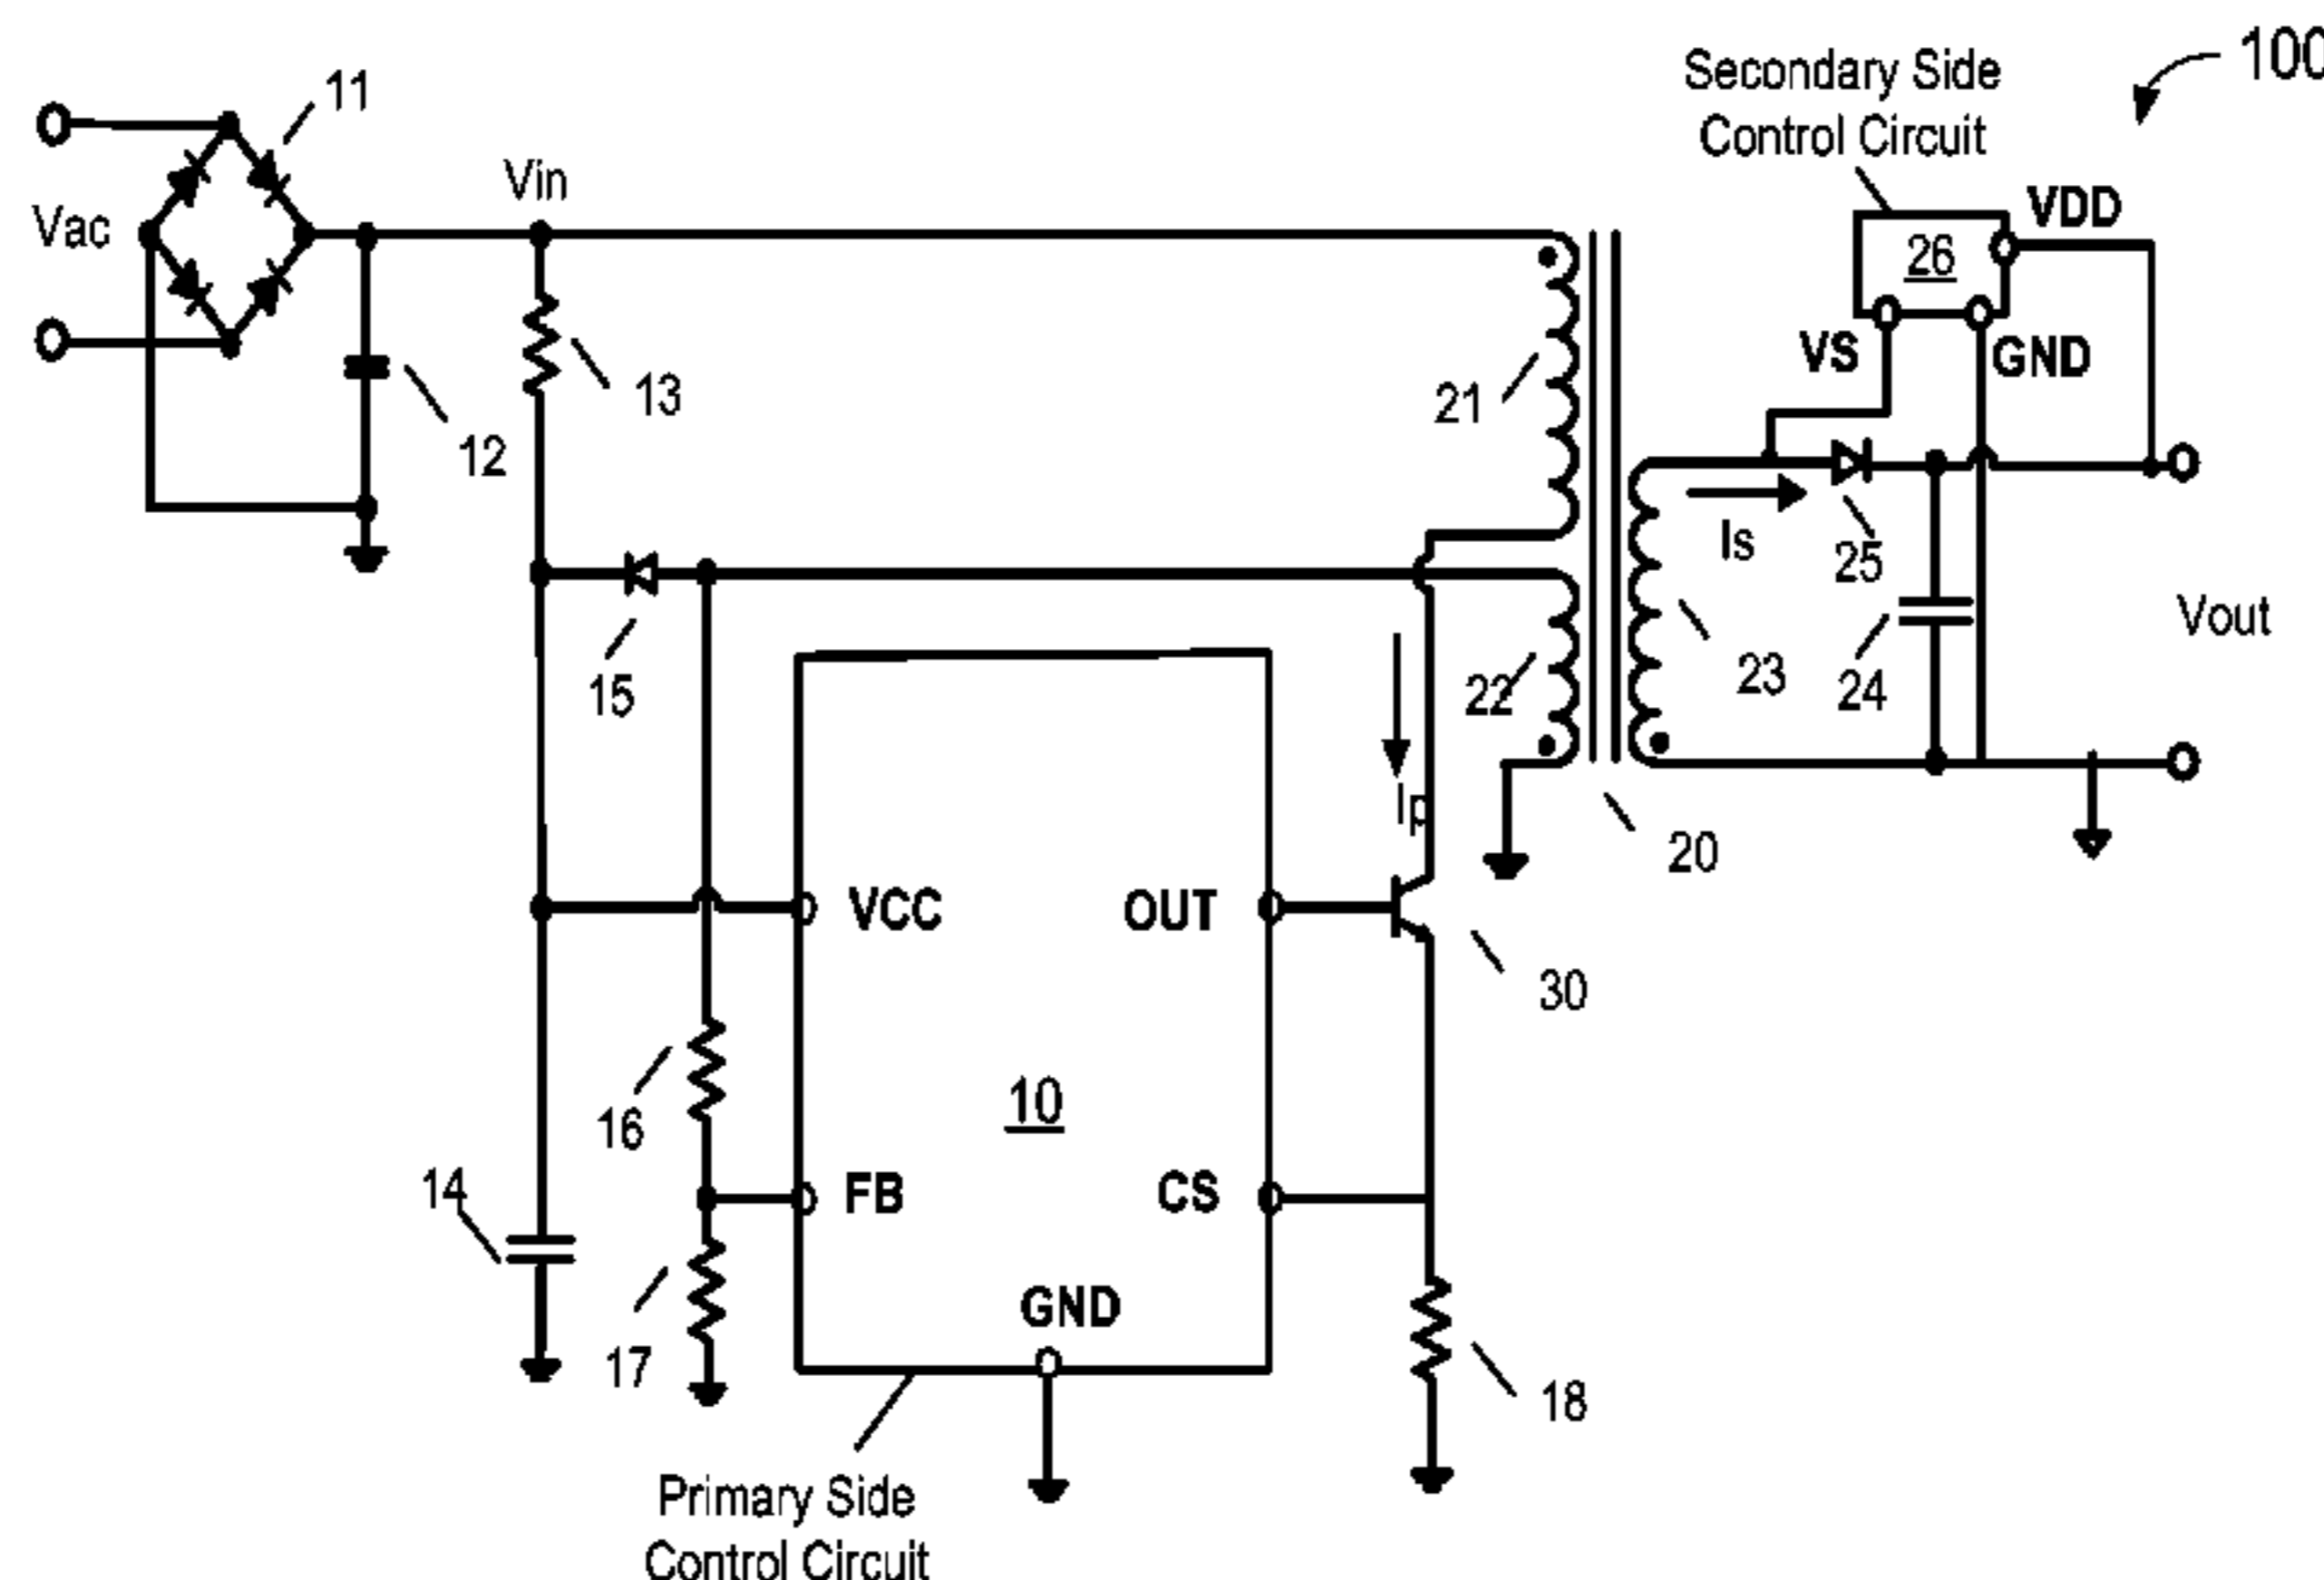 100
Secondary Side
Control Circuit
11
Vin
VDD
Vac
26
VS
GND
13
21
12
Is
25
Vout
15
22
23
24
Ip
20
VCC
OUT
30
16
10
14
FB
CS
GND
17
18
Primary Side
Control Circuit